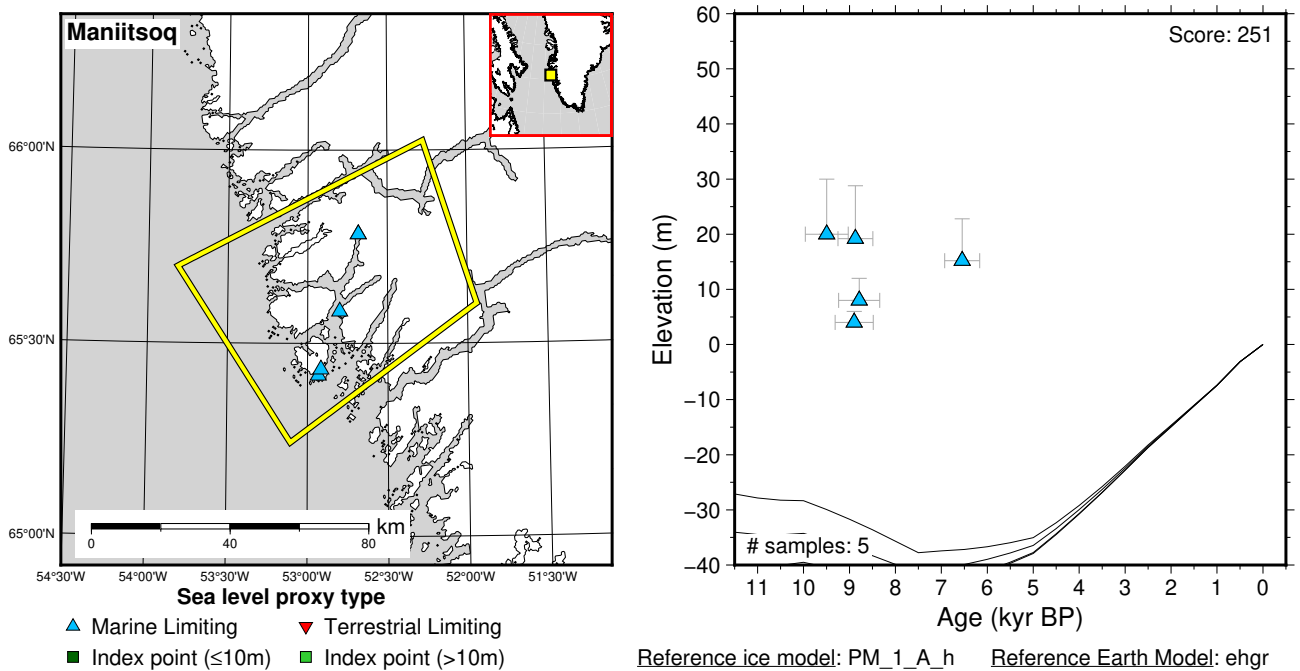 Maniitsoq
66°00'N
65°30'N
65°00'N
km
0 40 80
54°30'W 54°00'W 53°30'W 53°00'W 52°30'W 52°00'W 51°30'W
Sea level proxy type
Marine Limiting
Terrestrial Limiting
Index point (≤10m)
Index point (>10m)
60
50
40
30
20
10
0
−10
−20
−30
−40
Elevation (m)
Score: 251
# samples: 5
11 10 9 8 7 6 5 4 3 2 1 0
Age (kyr BP)
Reference ice model: PM_1_A_h
Reference Earth Model: ehgr